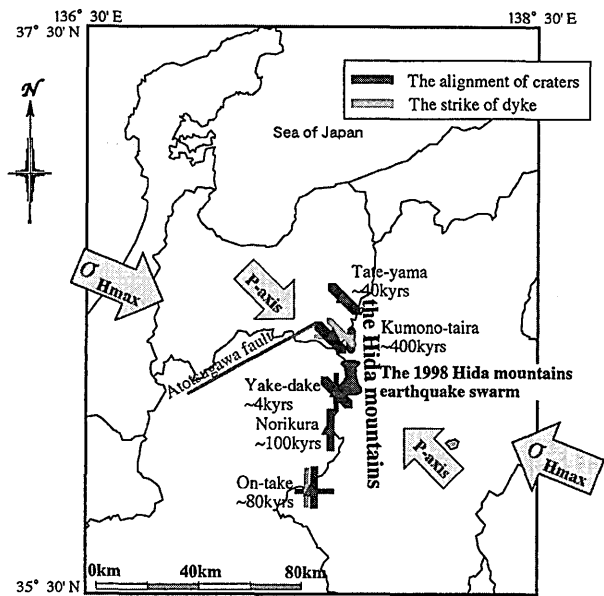 136° 30' E
138° 30' E
37° 30' N
N
The alignment of craters
The strike of dyke
Sea of Japan
σHmax
P-axis
Tate-yama
~40kyrs
Kumono-taira
~400kyrs
the Hida mountains
Atotsugawa fault
The 1998 Hida mountains
earthquake swarm
Yake-dake
~4kyrs
Norikura
~100kyrs
P-axis
σHmax
On-take
~80kyrs
0km
40km
80km
35° 30' N